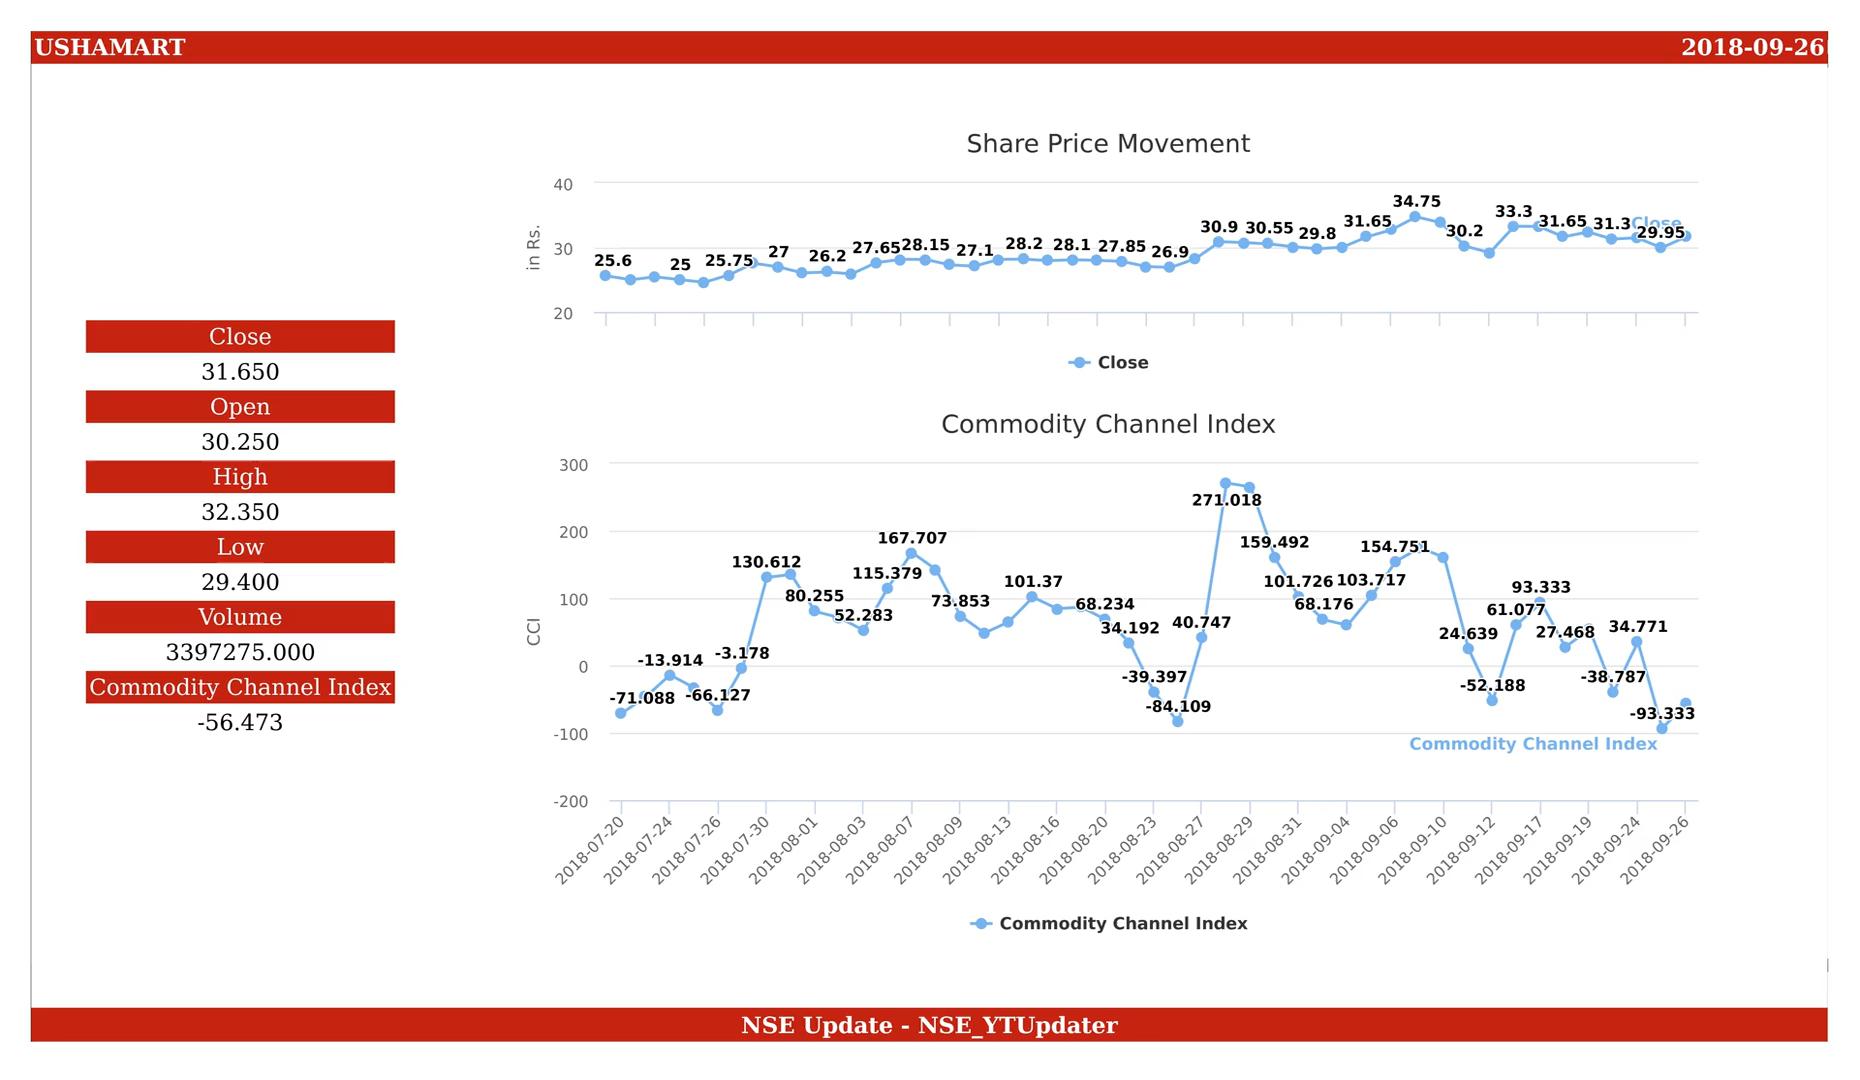 USHAMART
2018-09-26
Close
31.650
Open
30.250
High
32.350
Low
29.400
Volume
3397275.000
Commodity Channel Index
-56.473
Share Price Movement
in Rs.
40
30
20
25.6 25 25.75 27 26.2 27.65 28.15 27.1 28.2 28.1 27.85 26.9 30.9 30.55 29.8 31.65 34.75 30.2 33.3 31.65 31.3 29.95
Close
Close
Commodity Channel Index
CCI
300
200
100
0
-100
-200
-71.088 -13.914 -66.127 -3.178 130.612 80.255 52.283 115.379 167.707 73.853 101.37 68.234 34.192 -39.397 -84.109 40.747 271.018 159.492 101.726 68.176 103.717 154.751 24.639 -52.188 61.077 93.333 27.468 -38.787 34.771 -93.333
Commodity Channel Index
2018-07-20 2018-07-24 2018-07-26 2018-07-30 2018-08-01 2018-08-03 2018-08-07 2018-08-09 2018-08-13 2018-08-16 2018-08-20 2018-08-23 2018-08-27 2018-08-29 2018-08-31 2018-09-04 2018-09-06 2018-09-10 2018-09-12 2018-09-17 2018-09-19 2018-09-24 2018-09-26
Commodity Channel Index
NSE Update - NSE_YTUpdater